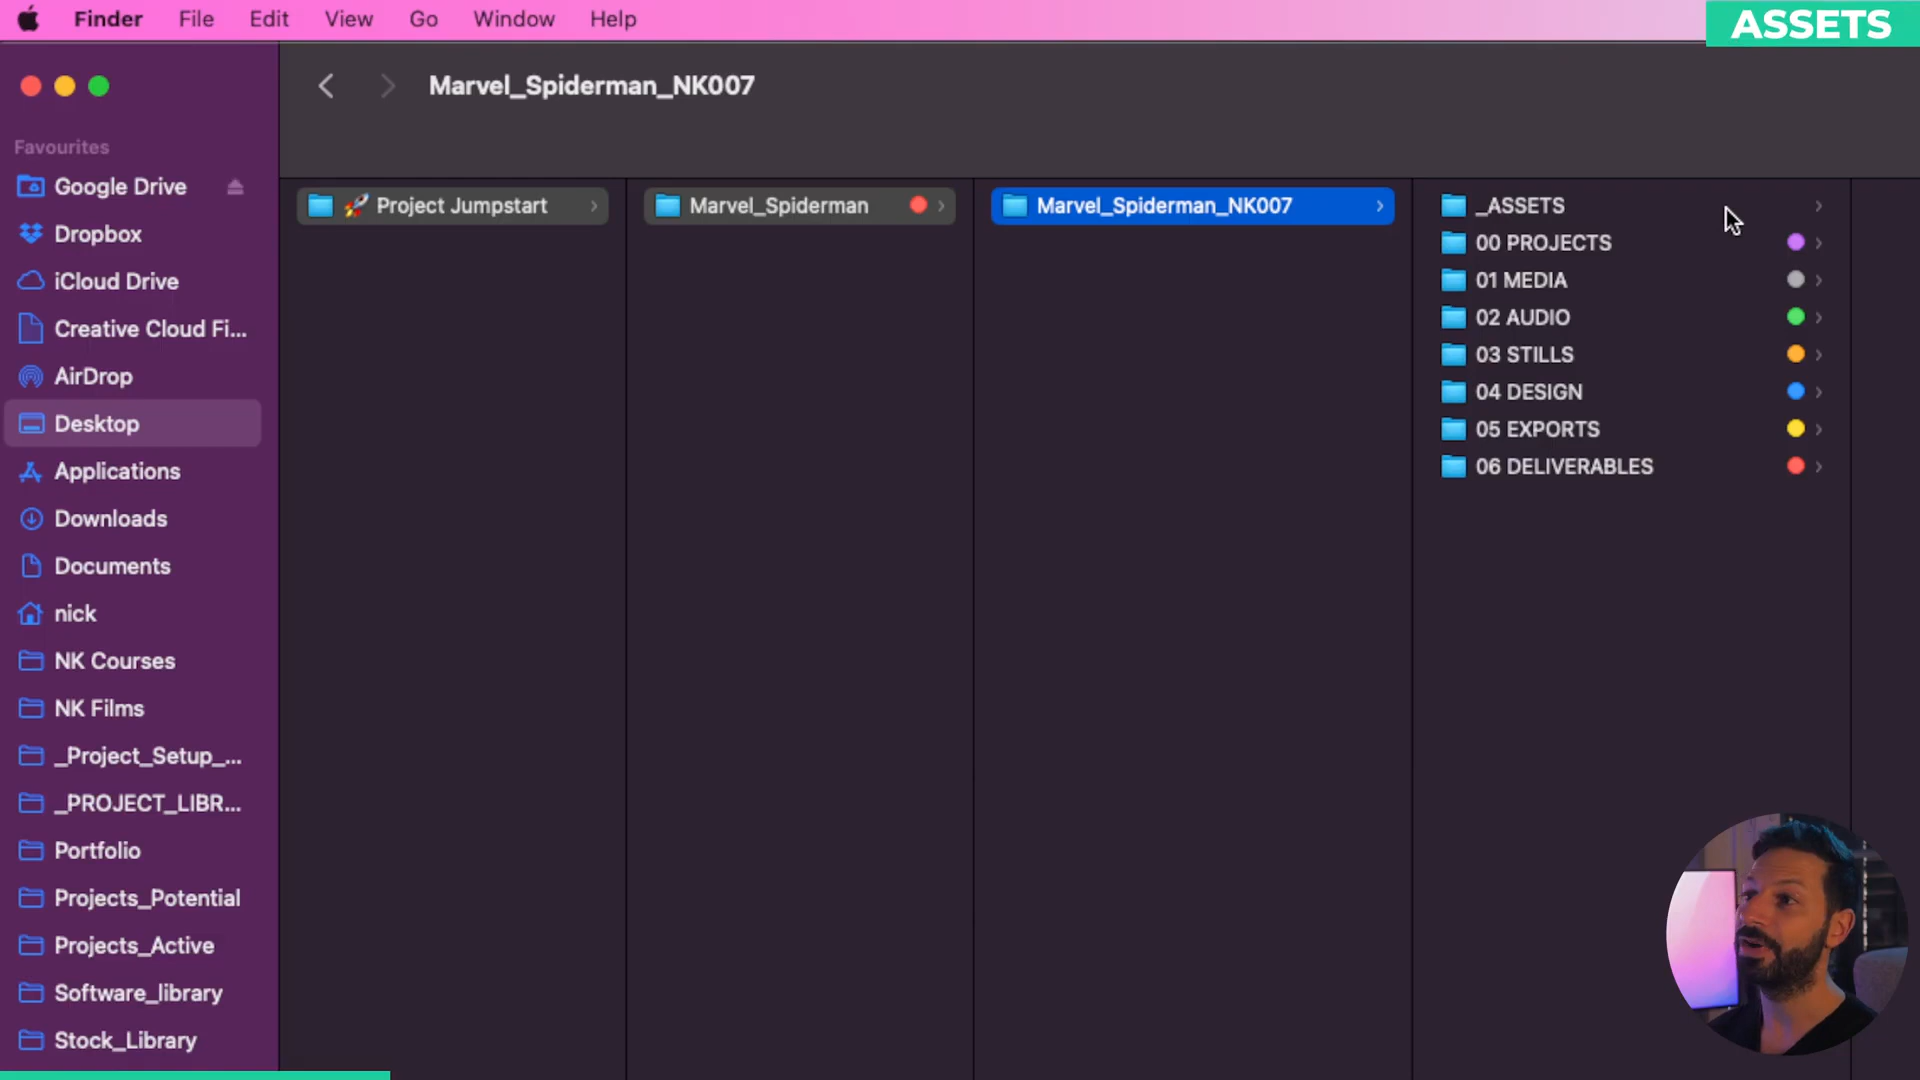 Finder File Edit View Go Window Help
ASSETS
Marvel_Spiderman_NK007
Favourites
Google Drive
Dropbox
iCloud Drive
Creative Cloud Fi...
AirDrop
Desktop
Applications
Downloads
Documents
nick
NK Courses
NK Films
_Project_Setup_...
_PROJECT_LIBR...
Portfolio
Projects_Potential
Projects_Active
Software_library
Stock_Library
🚀 Project Jumpstart
Marvel_Spiderman
Marvel_Spiderman_NK007
_ASSETS
00 PROJECTS
01 MEDIA
02 AUDIO
03 STILLS
04 DESIGN
05 EXPORTS
06 DELIVERABLES